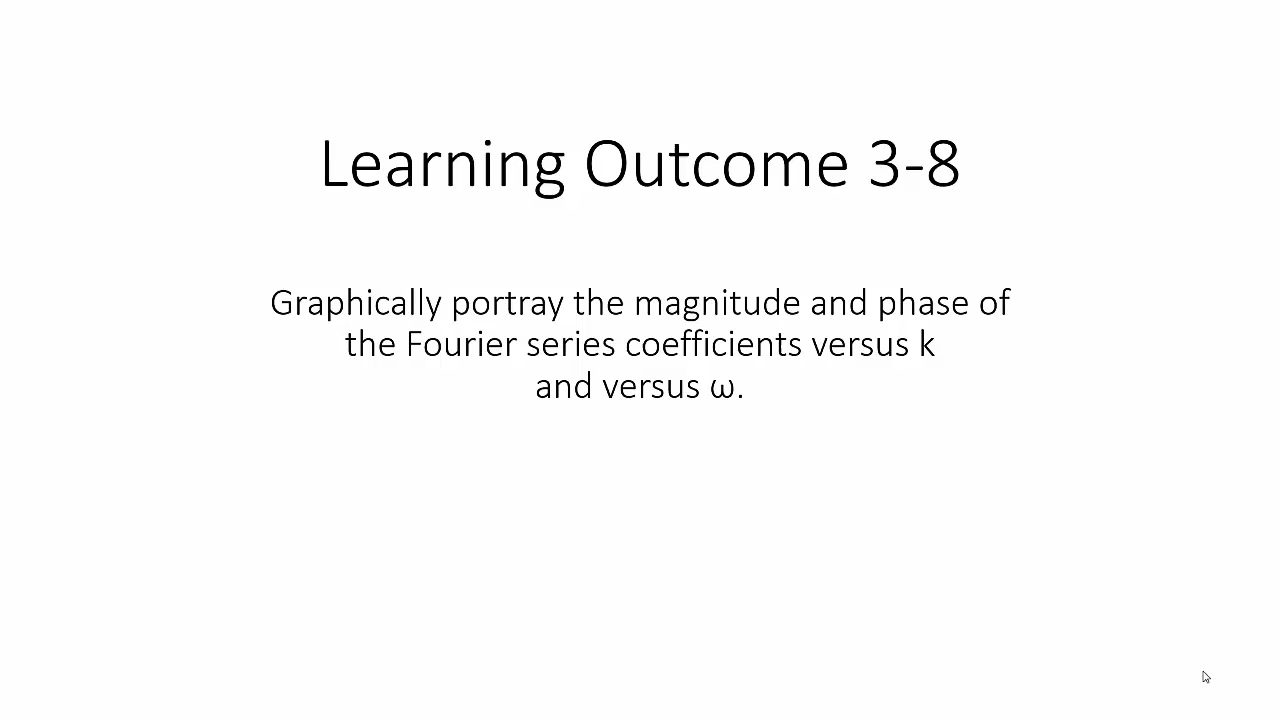 Learning Outcome 3-8
Graphically portray the magnitude and phase of
the Fourier series coefficients versus k
and versus ω.